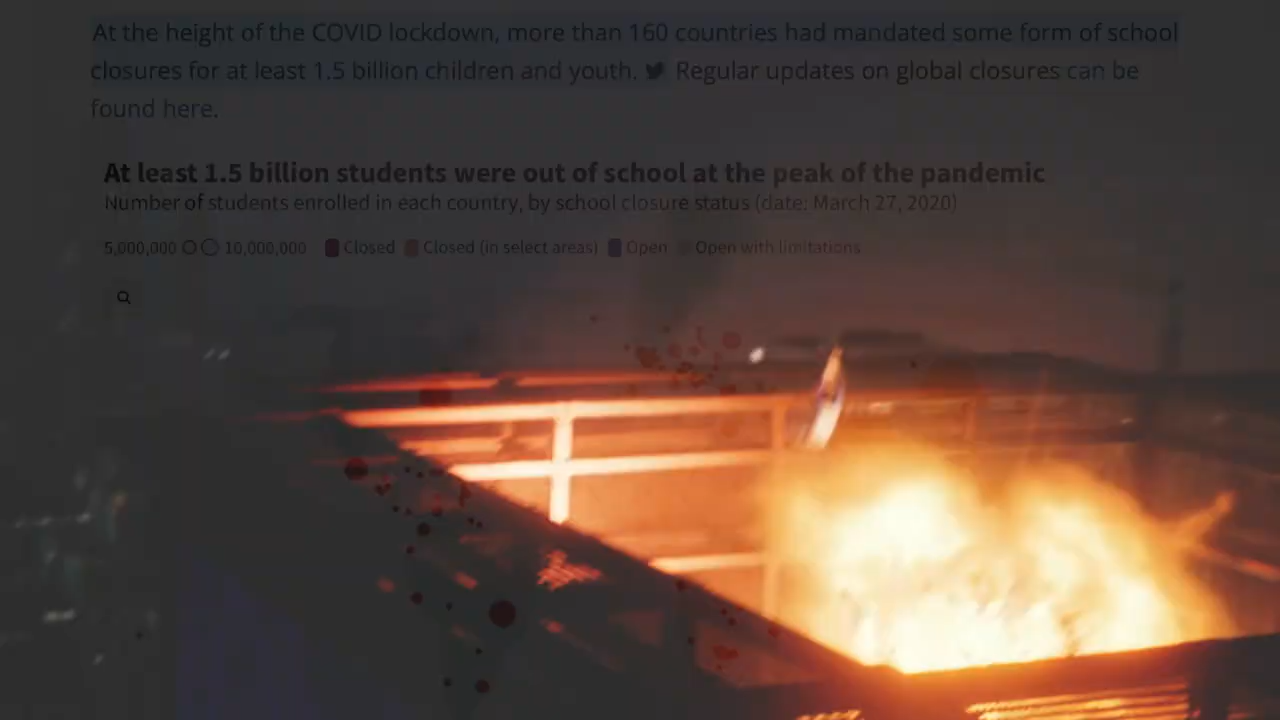 At the height of the COVID lockdown, more than 160 countries had mandated some form of school
closures for at least 1.5 billion children and youth. Regular updates on global closures can be
found here.
At least 1.5 billion students were out of school at the peak of the pandemic
Number of students enrolled in each country, by school closure status (date: March 27, 2020)
5,000,000 10,000,000 Closed Closed (in select areas) Open Open with limitations